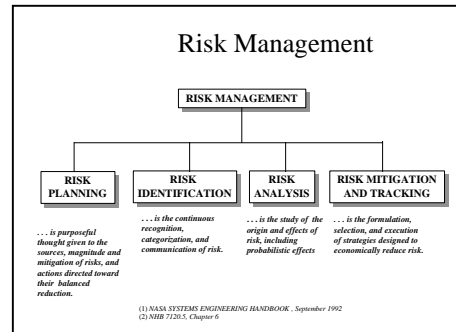 Risk Management
RISK MANAGEMENT
RISK
PLANNING
RISK
IDENTIFICATION
RISK
ANALYSIS
RISK MITIGATION
AND TRACKING
. . . is purposeful
thought given to the
sources, magnitude and
mitigation of risks, and
actions directed toward
their balanced
reduction.
. . . is the continuous
recognition,
categorization, and
communication of risk.
. . . is the study of the
origin and effects of
risk, including
probabilistic effects
. . . is the formulation,
selection, and execution
of strategies designed to
economically reduce risk.
(1) NASA SYSTEMS ENGINEERING HANDBOOK , September 1992
(2) NHB 7120.5, Chapter 6